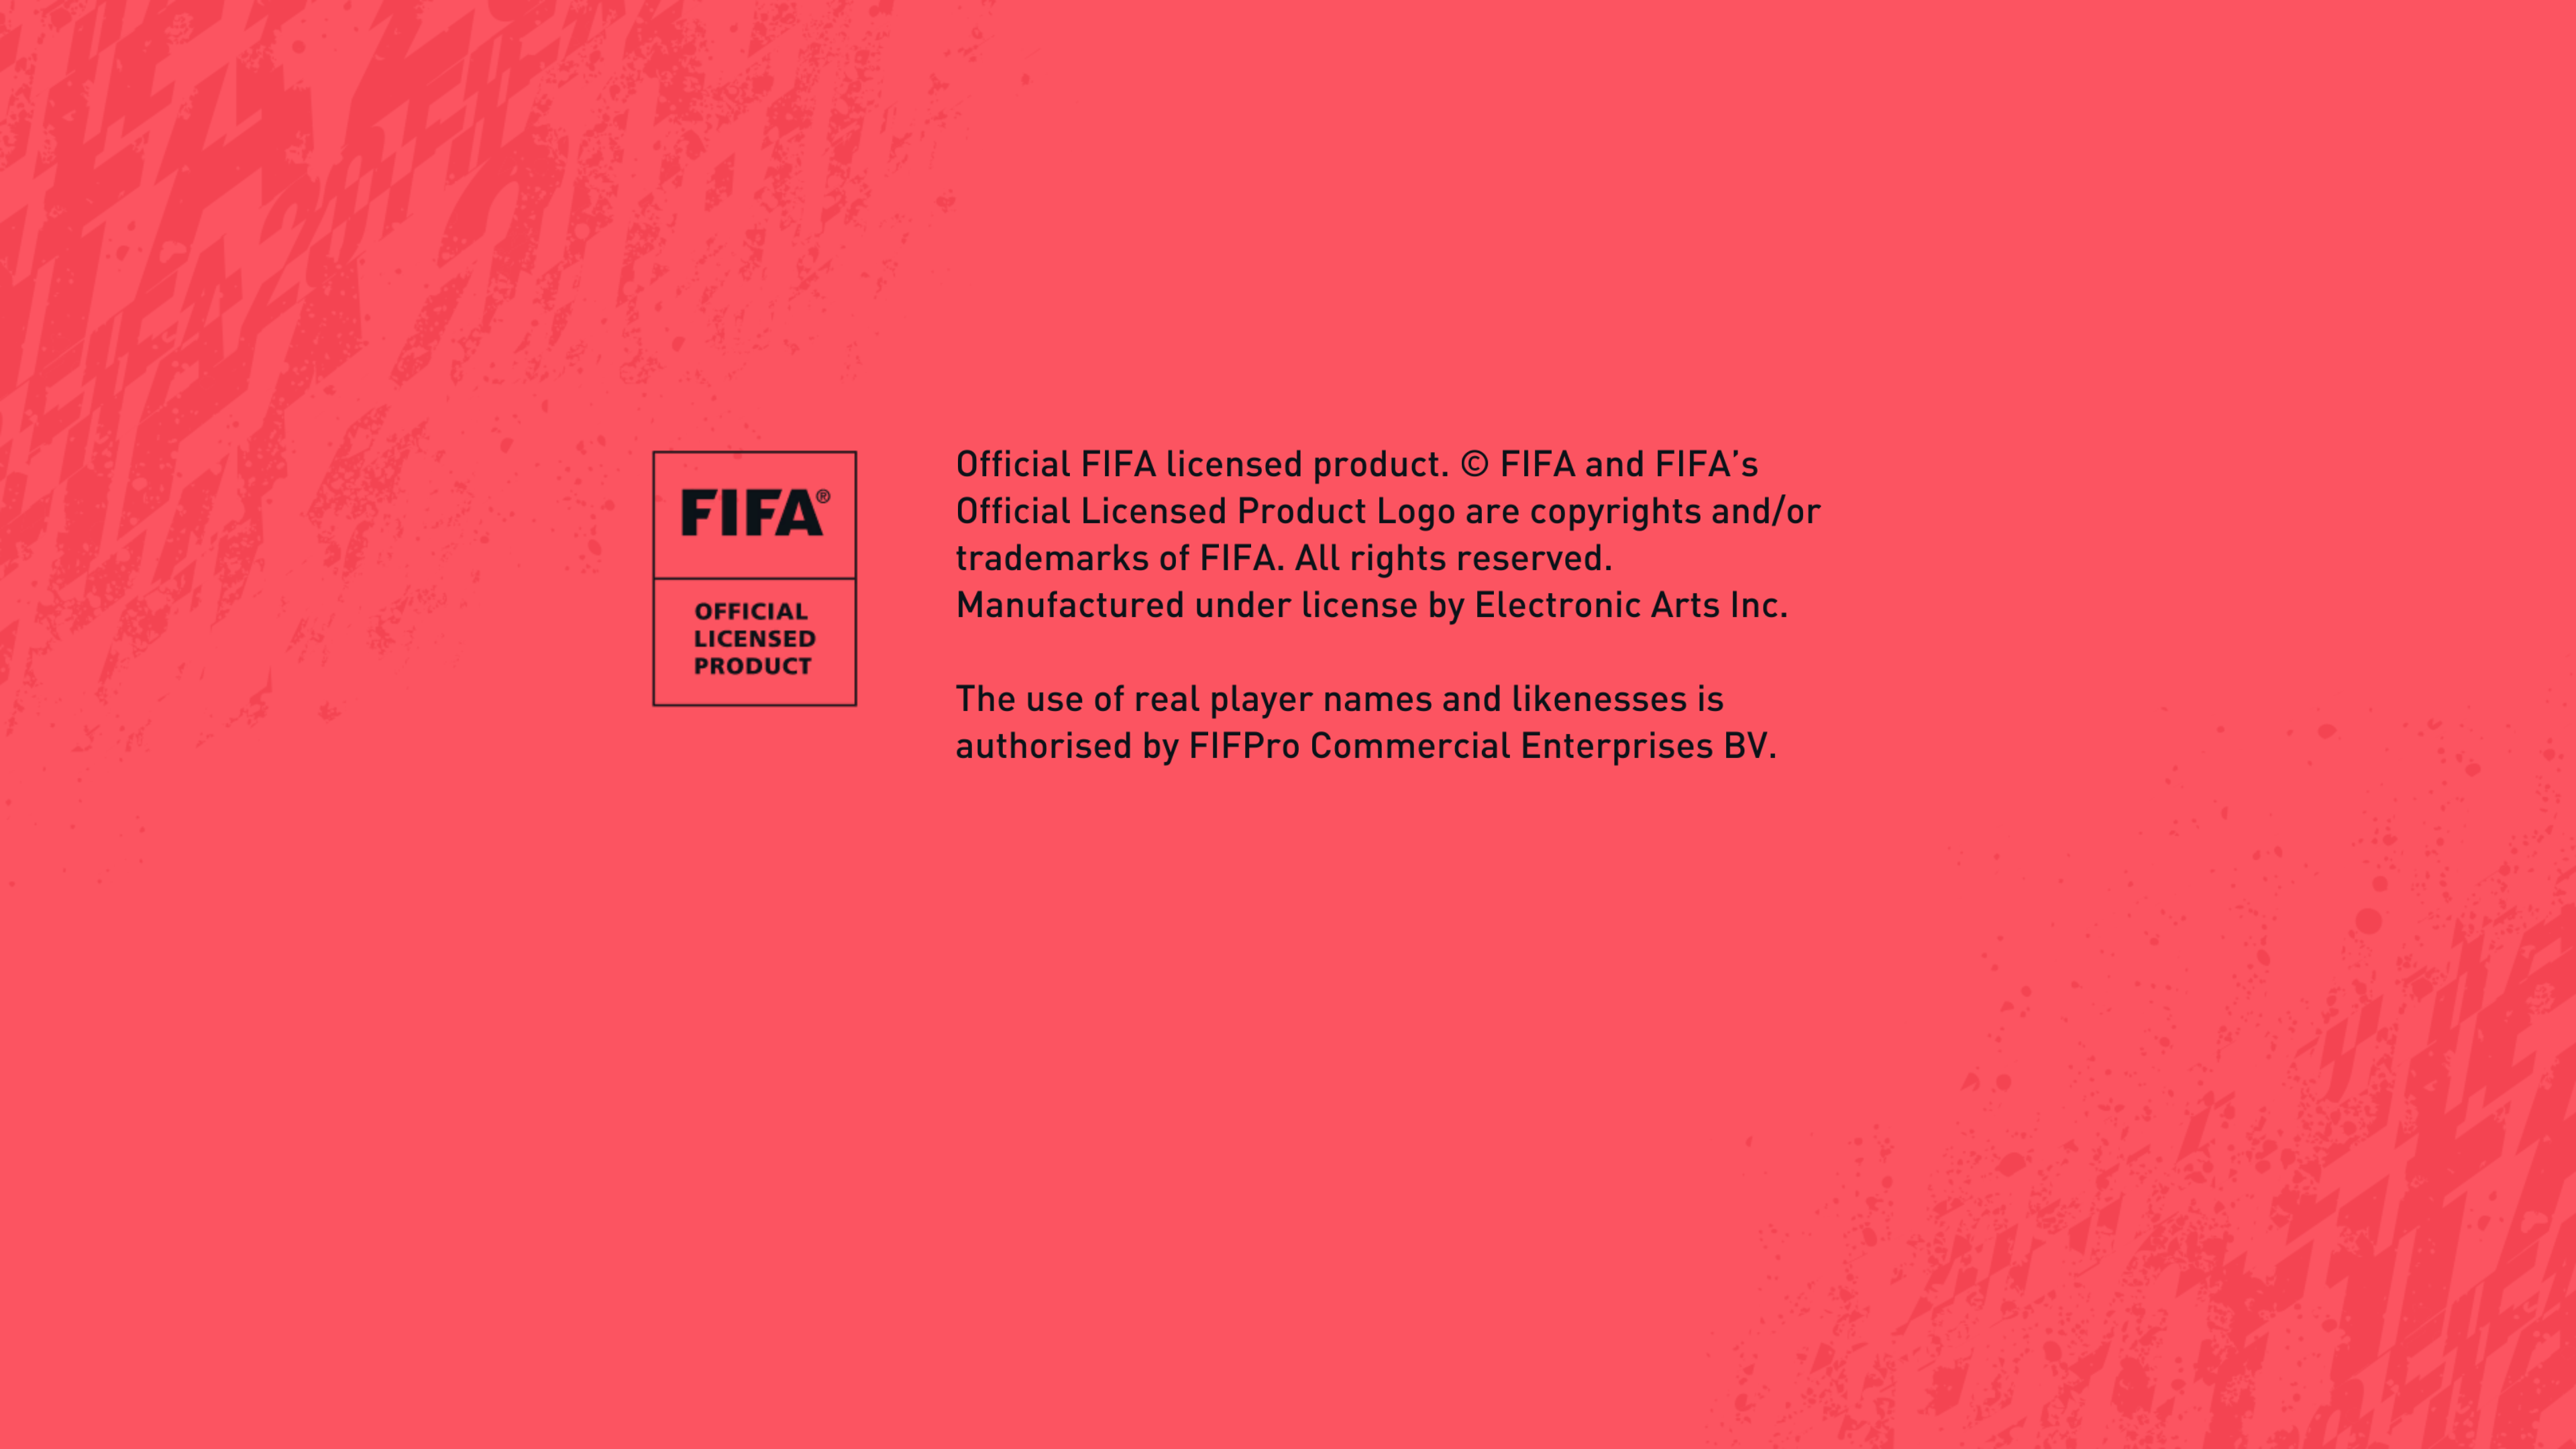 FIFA®
OFFICIAL
LICENSED
PRODUCT
Official FIFA licensed product. © FIFA and FIFA’s
Official Licensed Product Logo are copyrights and/or
trademarks of FIFA. All rights reserved.
Manufactured under license by Electronic Arts Inc.
The use of real player names and likenesses is
authorised by FIFPro Commercial Enterprises BV.